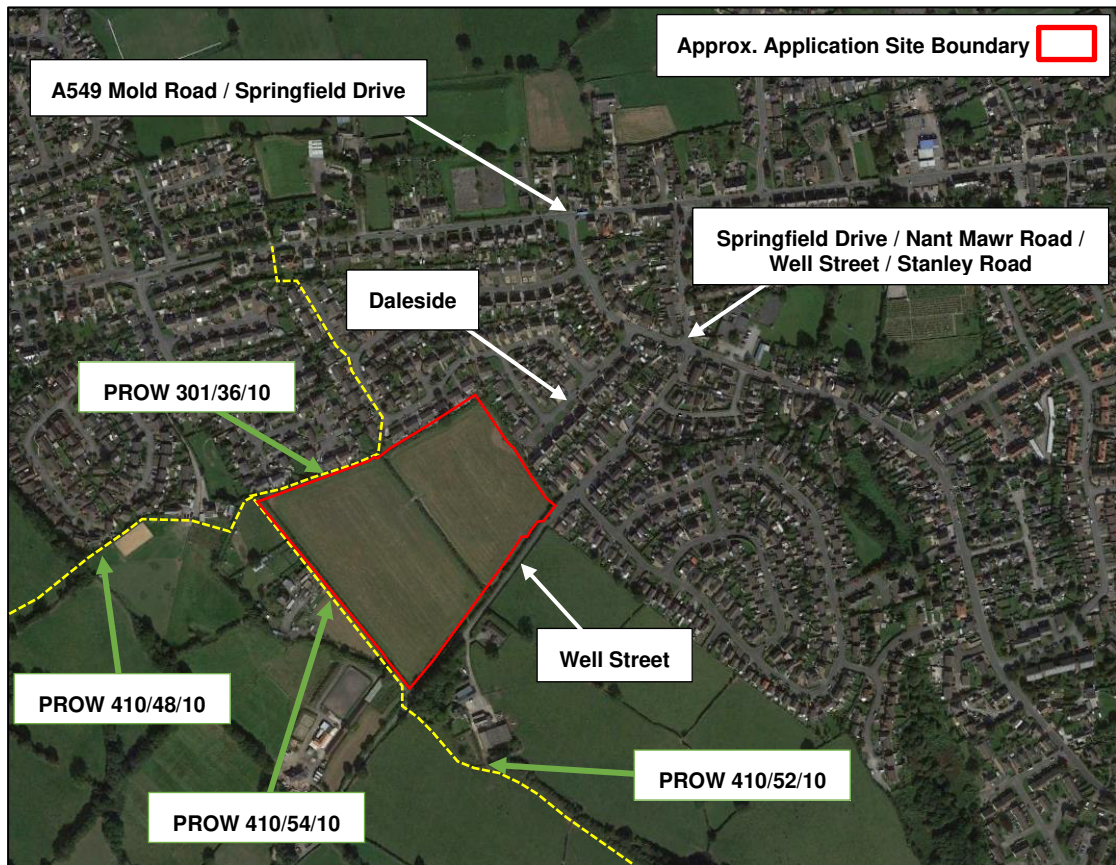 Approx. Application Site Boundary
A549 Mold Road / Springfield Drive
Springfield Drive / Nant Mawr Road /
Well Street / Stanley Road
Daleside
PROW 301/36/10
Well Street
PROW 410/48/10
PROW 410/52/10
PROW 410/54/10